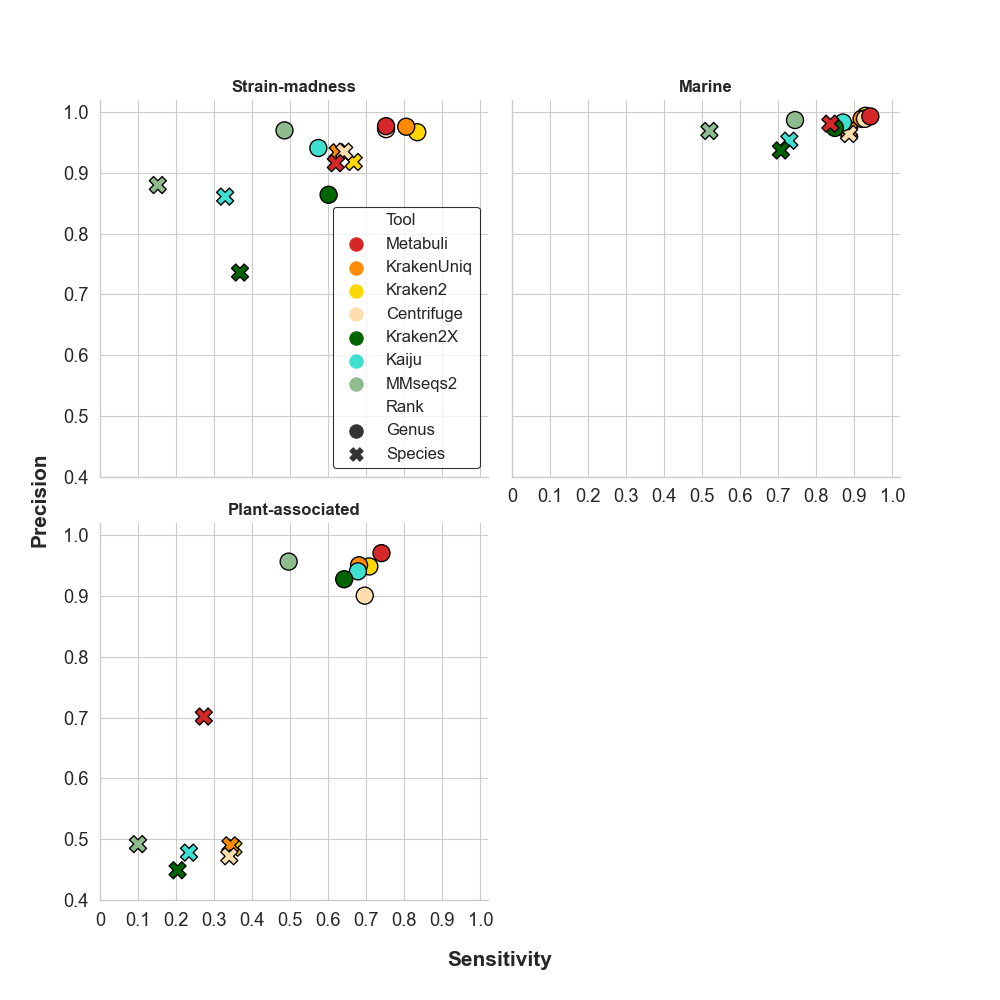 Strain-madness
Marine
1.0
0.9
0.8
0.7
0.6
0.5
0.4
Tool
Metabuli
KrakenUniq
Kraken2
Centrifuge
Kraken2X
Kaiju
MMseqs2
Rank
Genus
Species
0 0.1 0.2 0.3 0.4 0.5 0.6 0.7 0.8 0.9 1.0
Precision
Plant-associated
1.0
0.9
0.8
0.7
0.6
0.5
0.4
0 0.1 0.2 0.3 0.4 0.5 0.6 0.7 0.8 0.9 1.0
Sensitivity